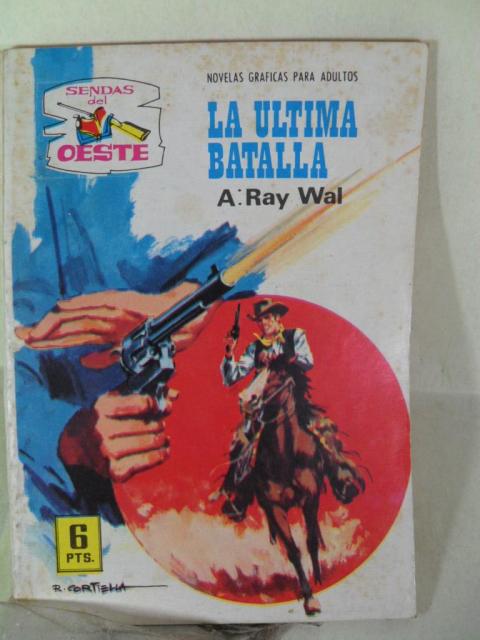 SENDAS
del
OESTE
NOVELAS GRAFICAS PARA ADULTOS
LA ULTIMA
BATALLA
A. Ray Wal
6
PTS.
R. CORTIELLA